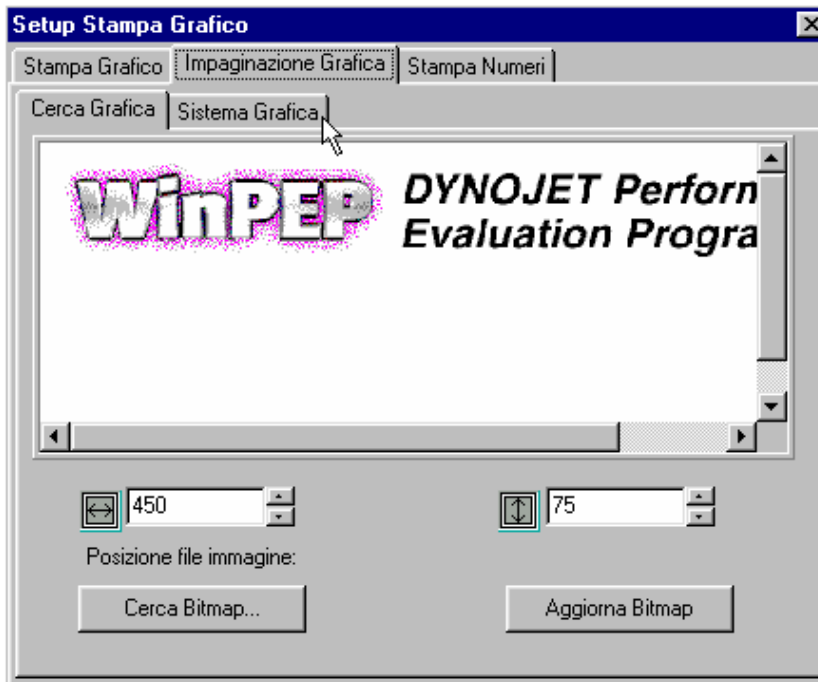 Setup Stampa Grafico
Stampa Grafico Impaginazione Grafica Stampa Numeri
Cerca Grafica Sistema Grafica
WinPEP DYNOJET Perform
Evaluation Progra
450 75
Posizione file immagine:
Cerca Bitmap... Aggiorna Bitmap